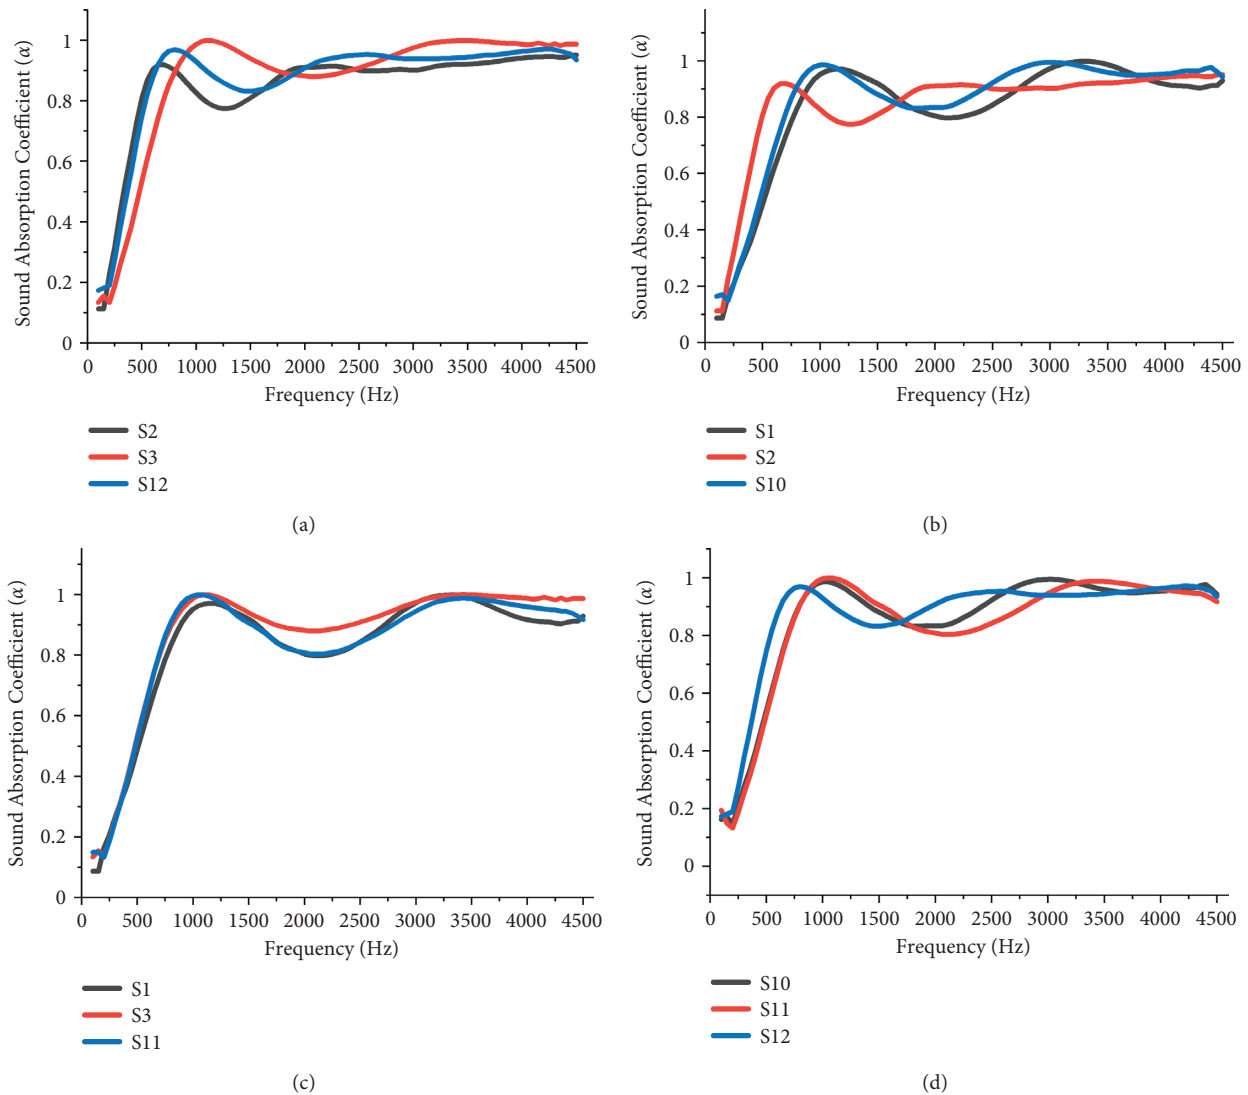 Sound Absorption Coefficient (α)
1
0.8
0.6
0.4
0.2
0
0 500 1000 1500 2000 2500 3000 3500 4000 4500
Frequency (Hz)
S2
S3
S12
(a)
Sound Absorption Coefficient (α)
1
0.8
0.6
0.4
0.2
0
0 500 1000 1500 2000 2500 3000 3500 4000 4500
Frequency (Hz)
S1
S2
S10
(b)
Sound Absorption Coefficient (α)
1
0.8
0.6
0.4
0.2
0
0 500 1000 1500 2000 2500 3000 3500 4000 4500
Frequency (Hz)
S1
S3
S11
(c)
Sound Absorption Coefficient (α)
1
0.8
0.6
0.4
0.2
0
0 500 1000 1500 2000 2500 3000 3500 4000 4500
Frequency (Hz)
S10
S11
S12
(d)